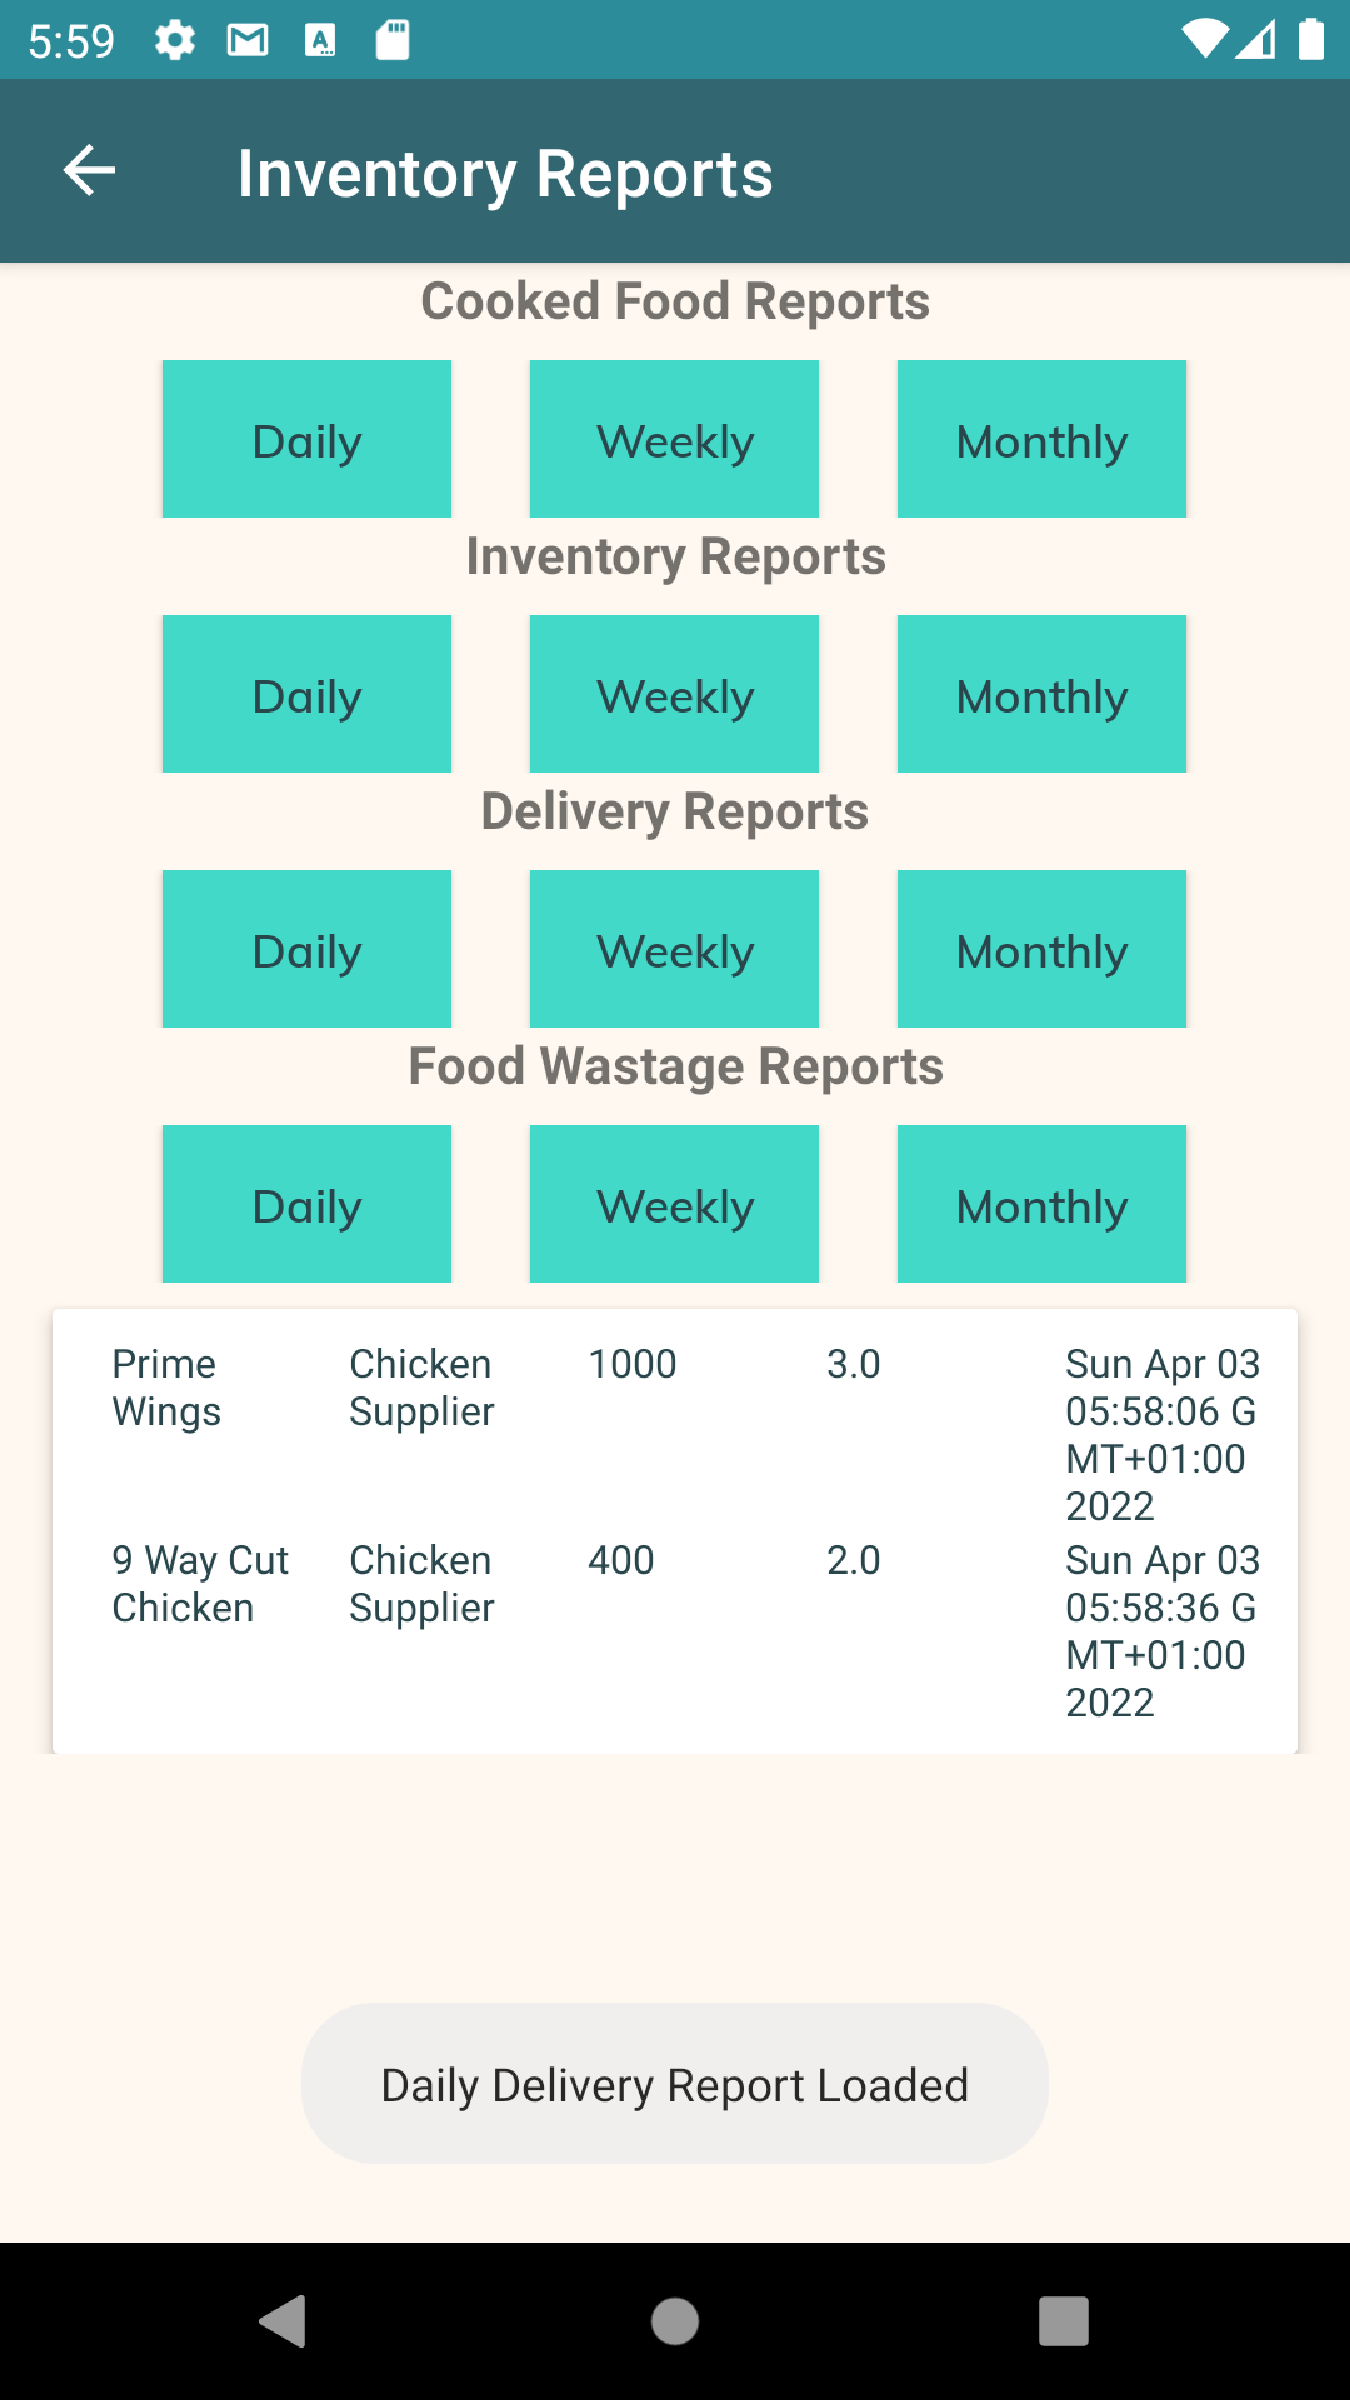 5:59
Inventory Reports
Cooked Food Reports
Daily Weekly Monthly
Inventory Reports
Daily Weekly Monthly
Delivery Reports
Daily Weekly Monthly
Food Wastage Reports
Daily Weekly Monthly
Prime Chicken 1000 3.0 Sun Apr 03
Wings Supplier 05:58:06 G
MT+01:00
2022
9 Way Cut Chicken 400 2.0 Sun Apr 03
Chicken Supplier 05:58:36 G
MT+01:00
2022
Daily Delivery Report Loaded